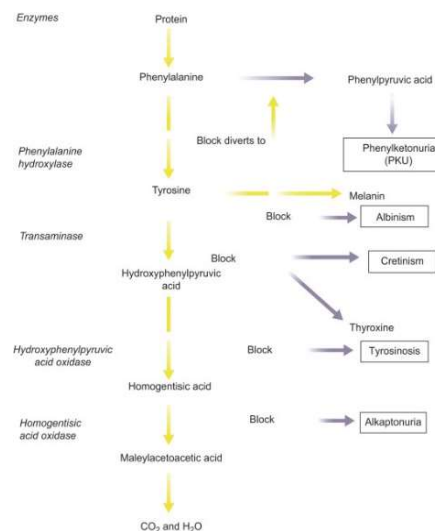 Enzymes
Protein
Phenylalanine
Phenylpyruvic acid
Block diverts to
Phenylalanine
hydroxylase
Phenylketonuria
(PKU)
Tyrosine
Melanin
Block
Albinism
Transaminase
Block
Cretinism
Hydroxyphenylpyruvic
acid
Thyroxine
Hydroxyphenylpyruvic
acid oxidase
Block
Tyrosinosis
Homogentisic acid
Homogentisic
acid oxidase
Block
Alkaptonuria
Maleylacetoacetic acid
CO₂ and H₂O